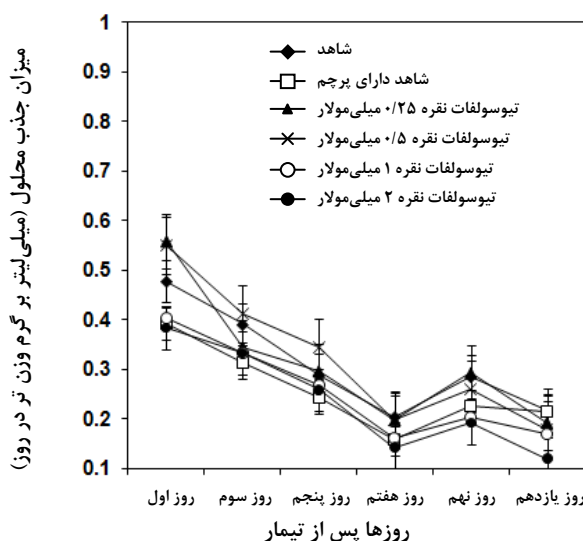 میزان جذب محلول (میلی‌لیتر بر گرم وزن تر در روز)
1
0.9
0.8
0.7
0.6
0.5
0.4
0.3
0.2
0.1
شاهد
شاهد دارای پرچم
تیوسولفات نقره ۰/۲۵ میلی‌مولار
تیوسولفات نقره ۰/۵ میلی‌مولار
تیوسولفات نقره ۱ میلی‌مولار
تیوسولفات نقره ۲ میلی‌مولار
روز اول روز سوم روز پنجم روز هفتم روز نهم روز یازدهم
روزها پس از تیمار